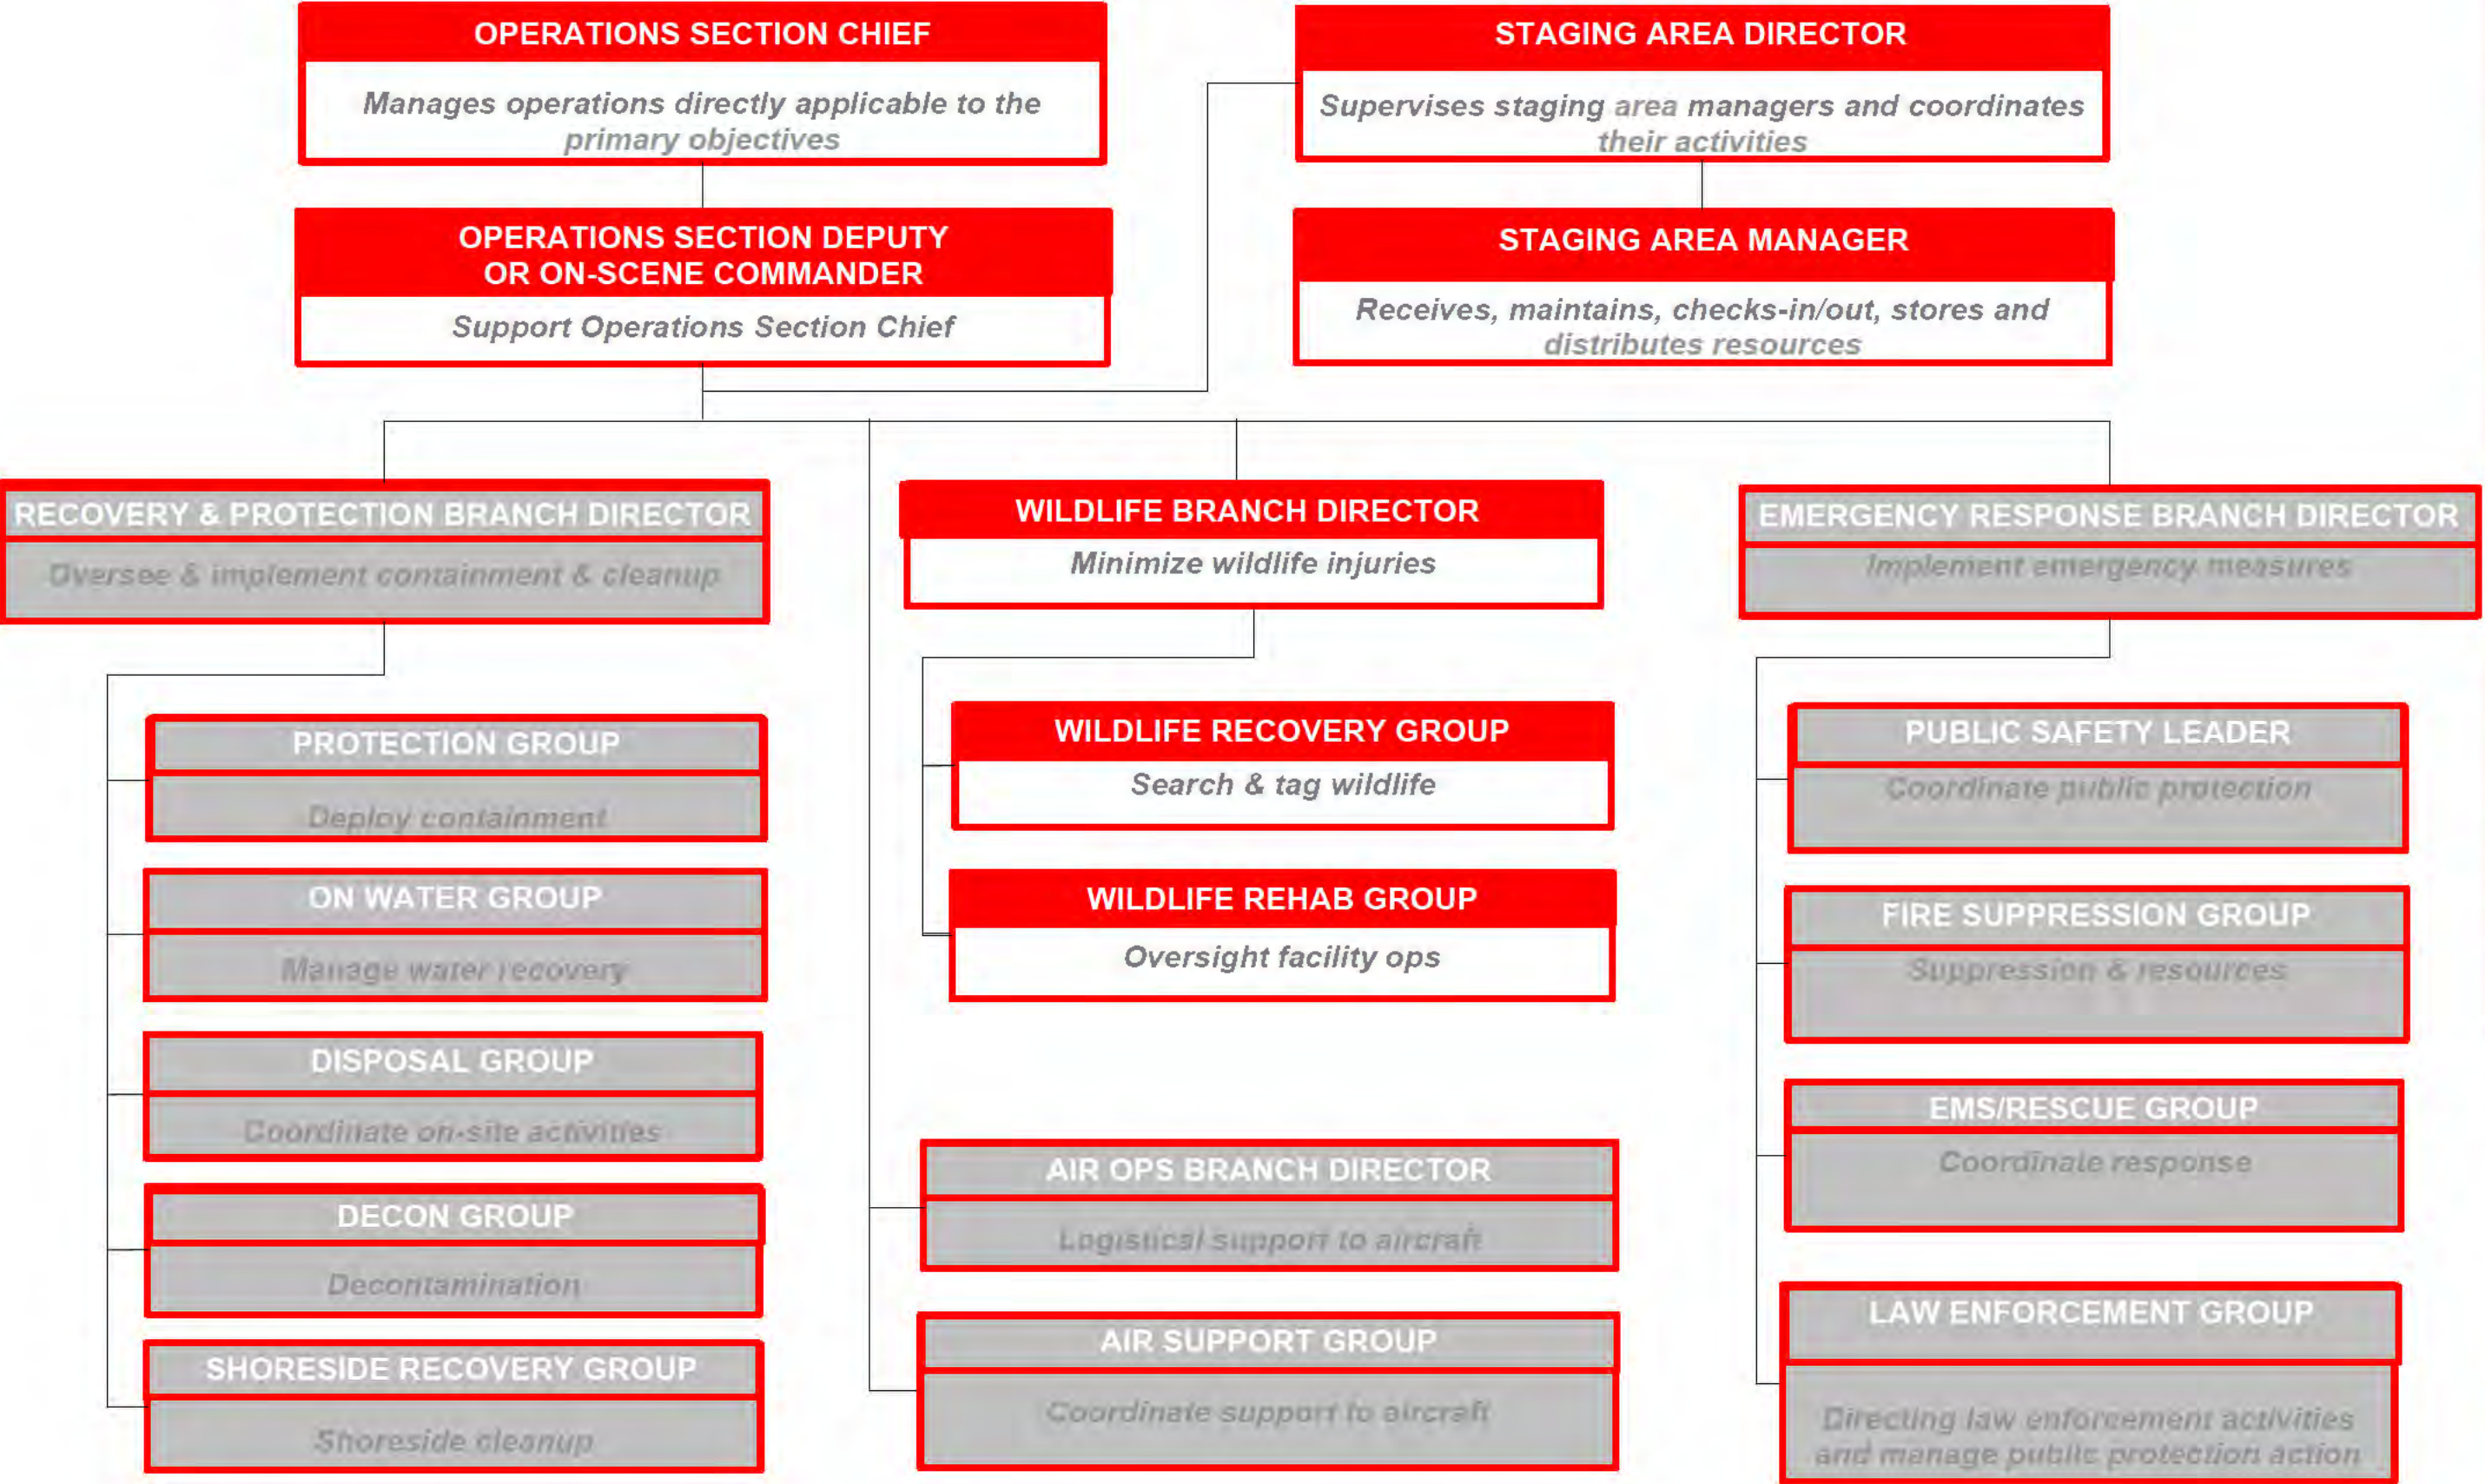 OPERATIONS SECTION CHIEF
Manages operations directly applicable to the
primary objectives
STAGING AREA DIRECTOR
Supervises staging area managers and coordinates
their activities
OPERATIONS SECTION DEPUTY
OR ON-SCENE COMMANDER
Support Operations Section Chief
STAGING AREA MANAGER
Receives, maintains, checks-in/out, stores and
distributes resources
RECOVERY & PROTECTION BRANCH DIRECTOR
Oversee & implement containment & cleanup
PROTECTION GROUP
Deploy containment
ON WATER GROUP
Manage water recovery
DISPOSAL GROUP
Coordinate on-site activities
DECON GROUP
Decontamination
SHORESIDE RECOVERY GROUP
Shoreside cleanup
WILDLIFE BRANCH DIRECTOR
Minimize wildlife injuries
WILDLIFE RECOVERY GROUP
Search & tag wildlife
WILDLIFE REHAB GROUP
Oversight facility ops
AIR OPS BRANCH DIRECTOR
Logistical support to aircraft
AIR SUPPORT GROUP
Coordinate support to aircraft
EMERGENCY RESPONSE BRANCH DIRECTOR
Implement emergency measures
PUBLIC SAFETY LEADER
Coordinate public protection
FIRE SUPPRESSION GROUP
Suppression & resources
EMS/RESCUE GROUP
Coordinate response
LAW ENFORCEMENT GROUP
Directing law enforcement activities
and manage public protection action